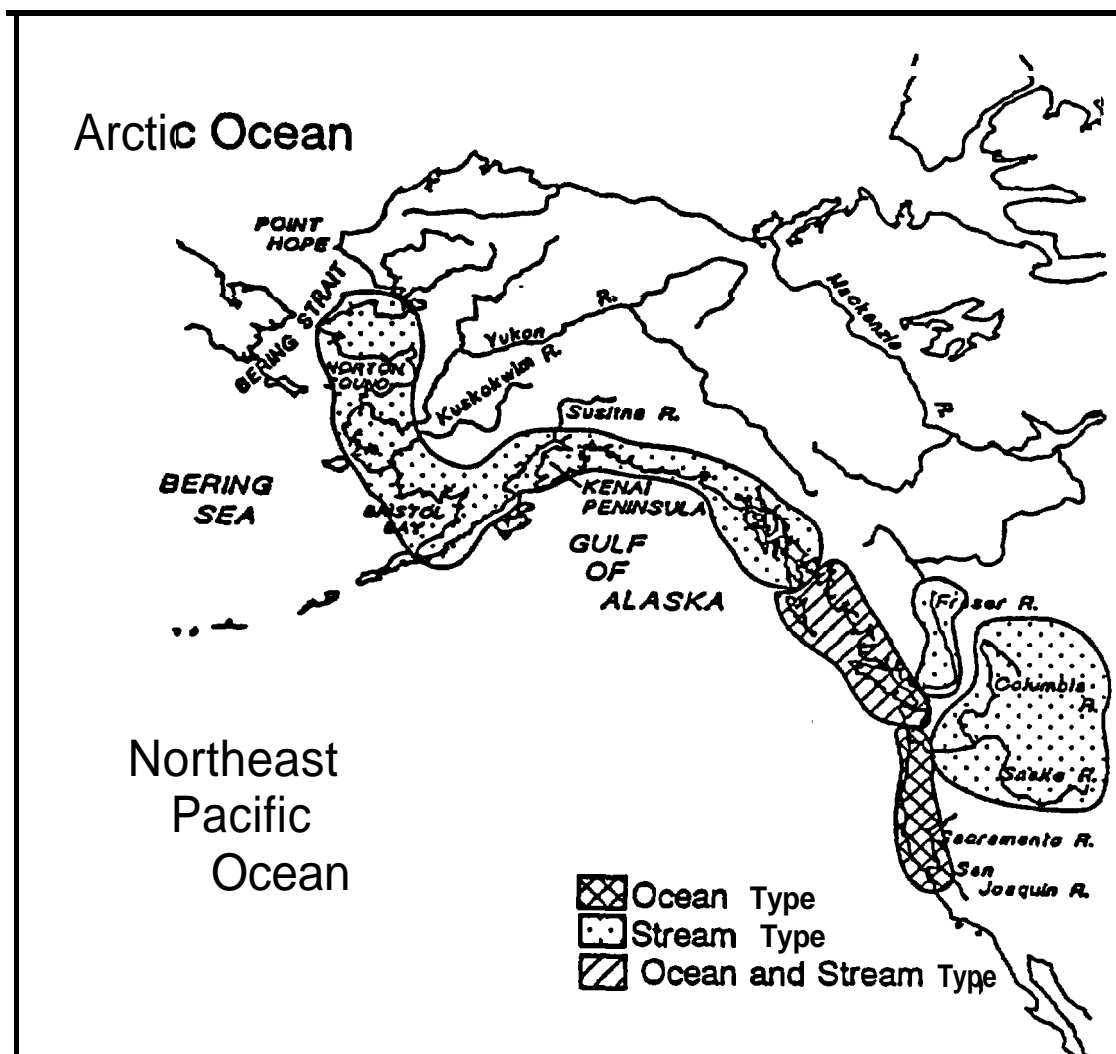 Arctic Ocean
POINT
HOPE
BERING STRAIT
Mackenzie
R.
Yukon
R.
NORTON
SOUND
Kuskokwim R.
Susitna R.
BERING
SEA
BRISTOL
BAY
KENAI
PENINSULA
GULF
OF
ALASKA
Fraser R.
Columbia
R.
Snake R.
Northeast
Pacific
Ocean
Sacramento R.
San
Joaquin R.
Ocean Type
Stream Type
Ocean and Stream Type